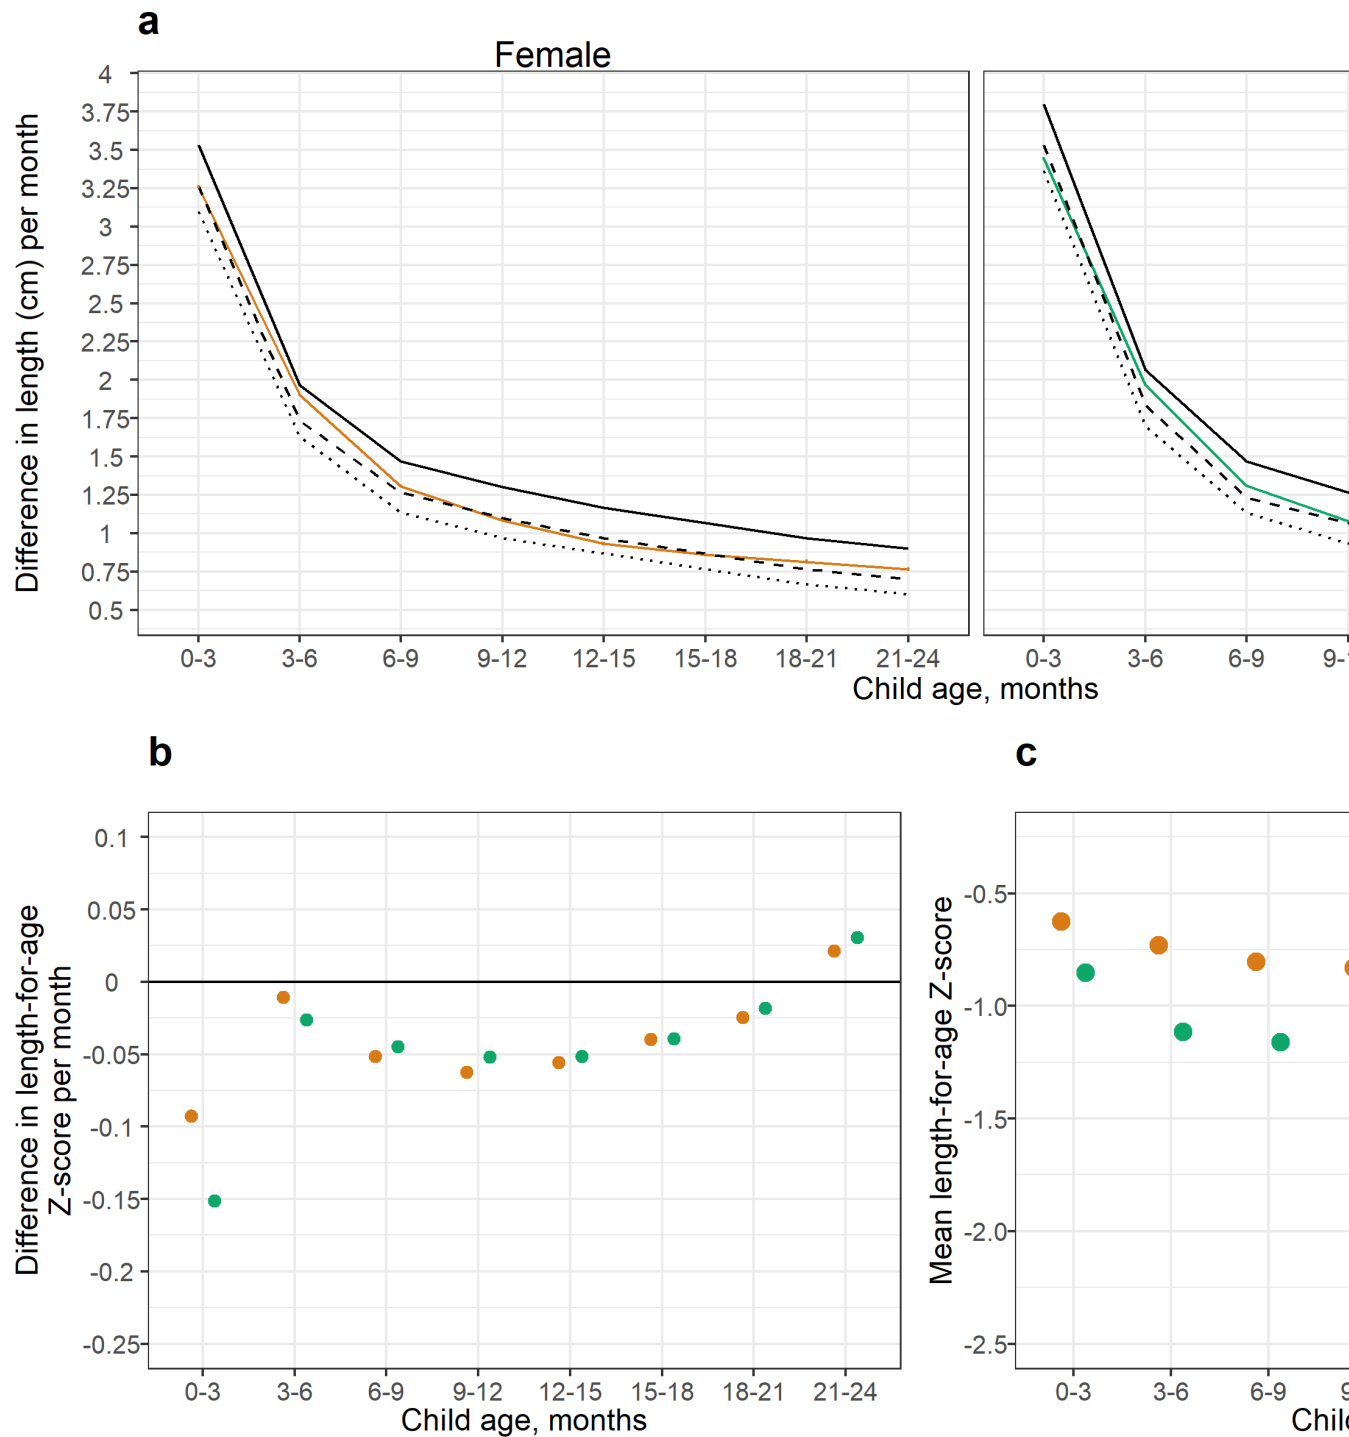 a
Female
4
3.75
3.5
3.25
3
2.75
2.5
2.25
2
1.75
1.5
1.25
1
0.75
0.5
Difference in length (cm) per month
0-3 3-6 6-9 9-12 12-15 15-18 18-21 21-24
0-3 3-6 6-9 9-
Child age, months
b
0.1
0.05
0
-0.05
-0.1
-0.15
-0.2
-0.25
Difference in length-for-age
Z-score per month
0-3 3-6 6-9 9-12 12-15 15-18 18-21 21-24
Child age, months
c
-0.5
-1.0
-1.5
-2.0
-2.5
Mean length-for-age Z-score
0-3 3-6 6-9 9
Chil